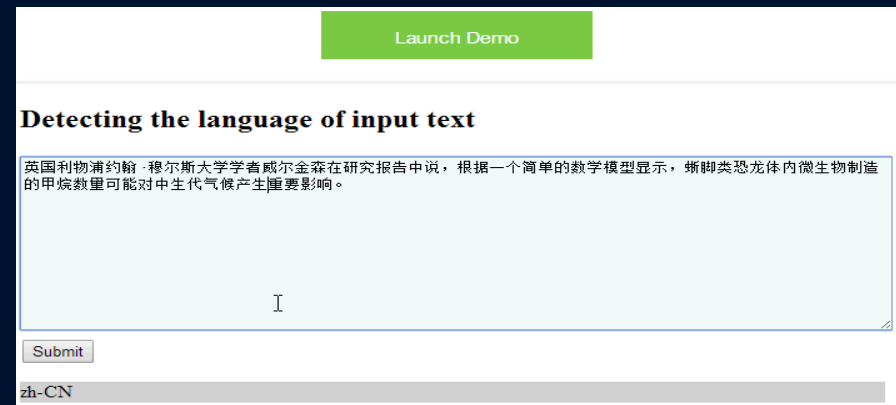 Launch Demo
Detecting the language of input text
英国利物浦约翰·穆尔斯大学学者威尔金森在研究报告中说，根据一个简单的数学模型显示，蜥脚类恐龙体内微生物制造
的甲烷数量可能对中生代气候产生重要影响。
Submit
zh-CN